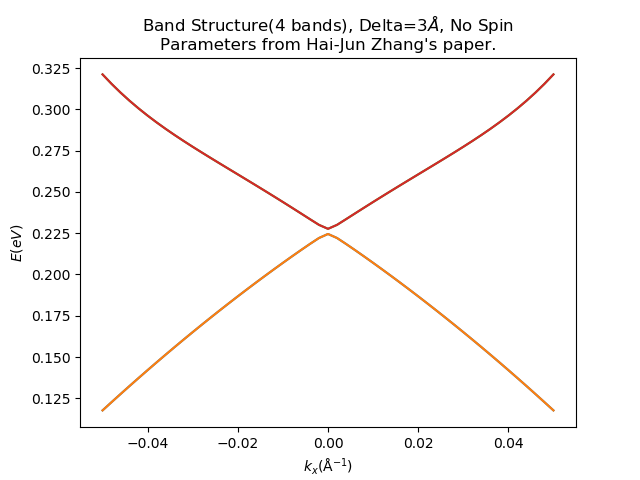 Band Structure(4 bands), Delta=3Å, No Spin
Parameters from Hai-Jun Zhang's paper.
0.325
0.300
0.275
0.250
0.225
0.200
0.175
0.150
0.125
E(eV)
−0.04 −0.02 0.00 0.02 0.04
kₓ(Å⁻¹)